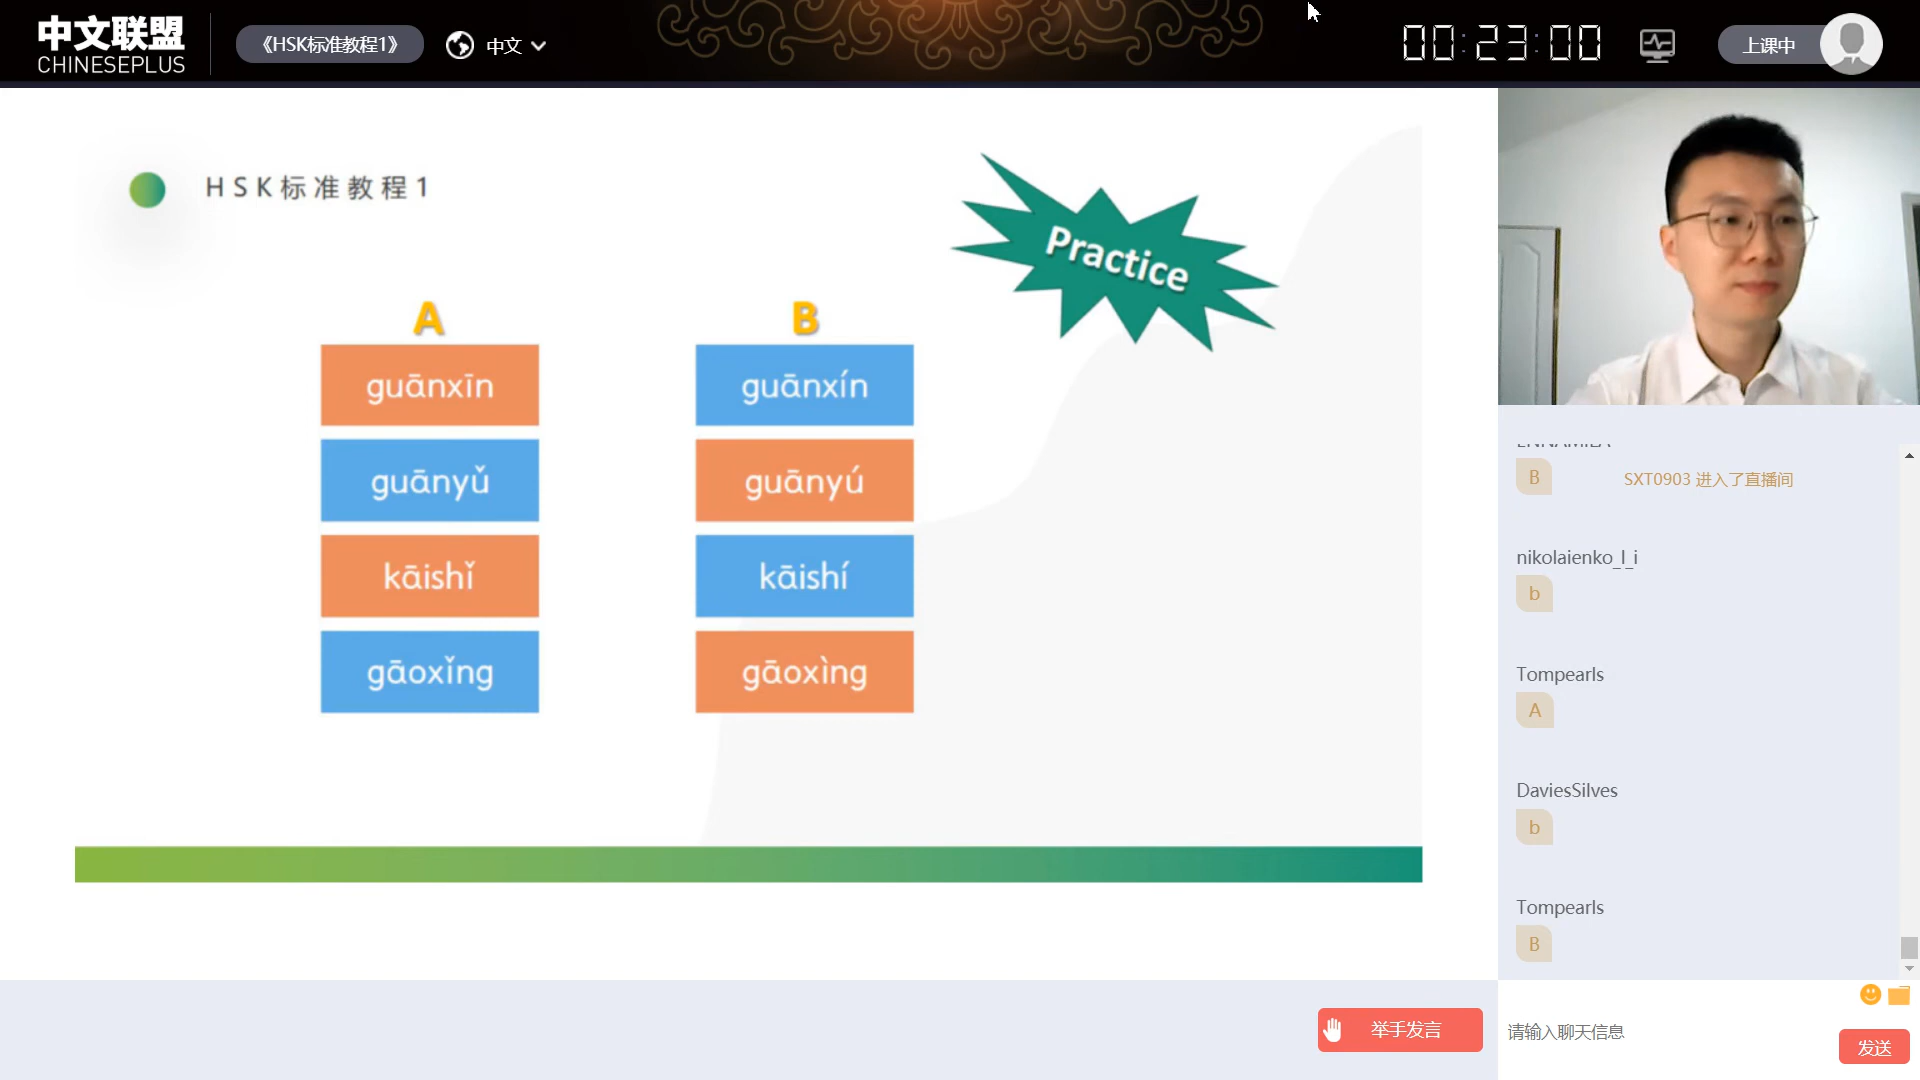 中文联盟
CHINESEPLUS
《HSK标准教程1》
中文
00:23:00
上课中
HSK标准教程1
Practice
A
B
guānxīn
guānxín
guānyǔ
guānyú
kāishǐ
kāishí
gāoxǐng
gāoxìng
B
SXT0903 进入了直播间
nikolaienko_l_i
b
Tompearls
A
DaviesSilves
b
Tompearls
B
举手发言
请输入聊天信息
发送